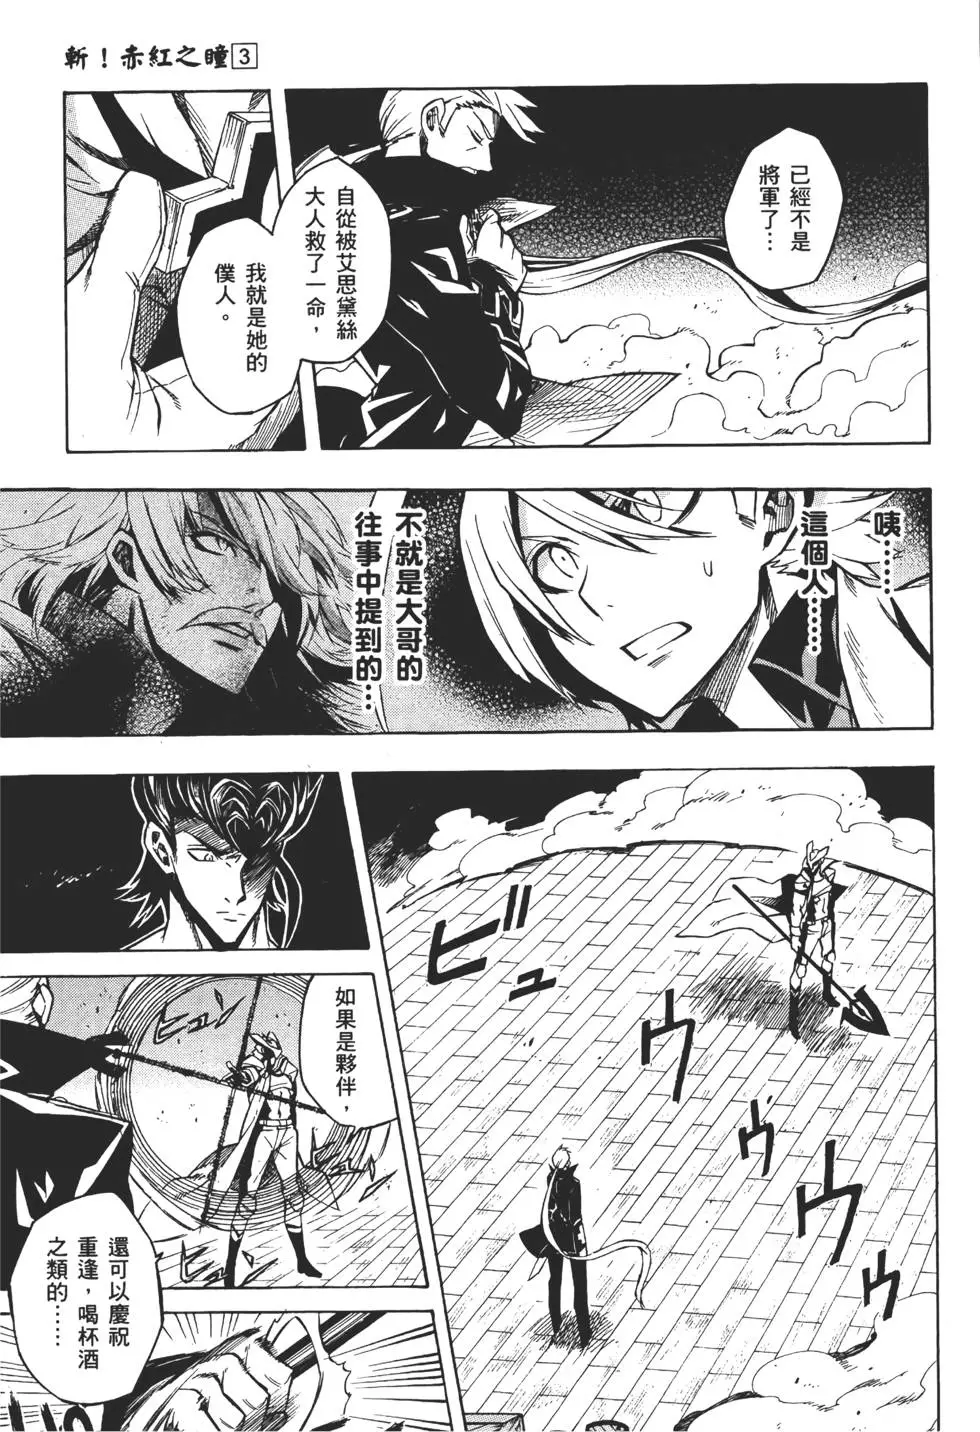 斬！赤紅之瞳3
已經不是
將軍了…
自從被艾思黛絲
大人救了一命，
我就是她的
僕人。
咦……
這個人……
不就是大哥的
往事中提到的…
ビュ
ウ
ウ
ウ
ウ
ヒュン
如果是夥伴，
還可以慶祝
重逢，喝杯酒
之類的……